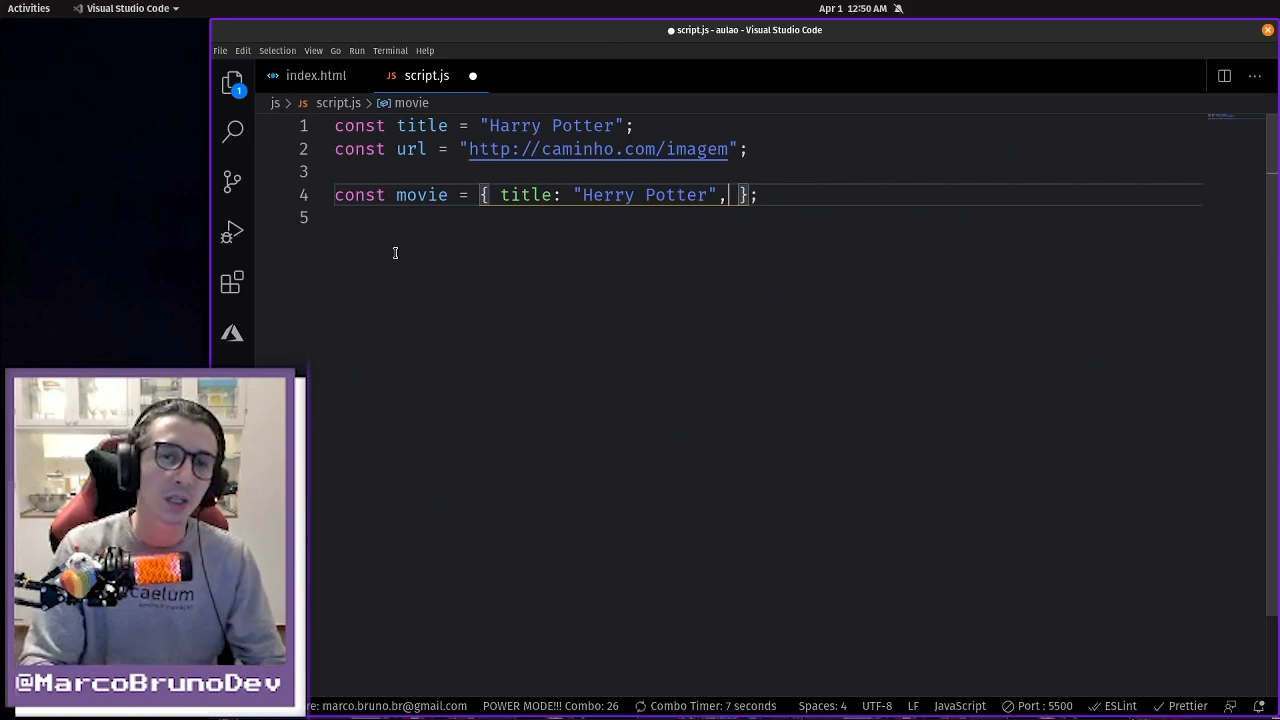 Activities
Visual Studio Code
Apr 1 12:50 AM
script.js - aulao - Visual Studio Code
File Edit Selection View Go Run Terminal Help
1
index.html
JS script.js
js > JS script.js > movie
1 const title = "Harry Potter";
2 const url = "http://caminho.com/imagem";
3
4 const movie = { title: "Herry Potter", };
5
caelum
@MarcoBrunoDev
re: marco.bruno.br@gmail.com POWER MODE!!! Combo: 26 Combo Timer: 7 seconds Spaces: 4 UTF-8 LF JavaScript Port : 5500 ESLint Prettier